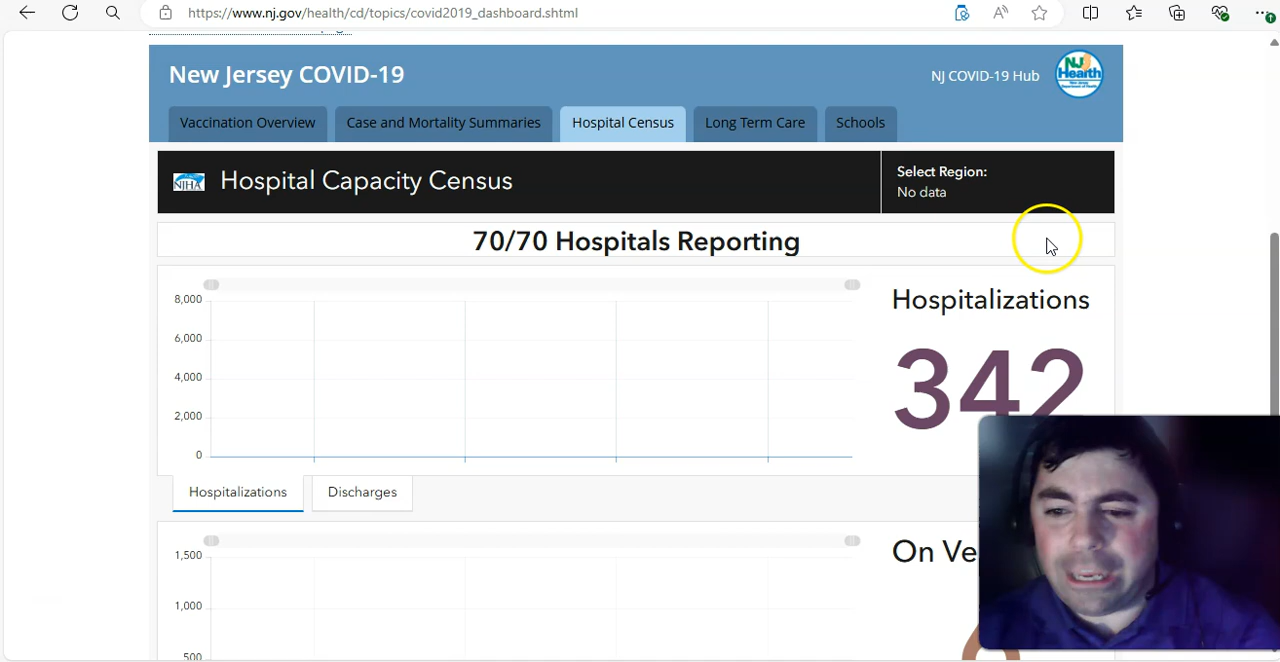 https://www.nj.gov/health/cd/topics/covid2019_dashboard.shtml
New Jersey COVID-19
NJ COVID-19 Hub
NJ Health
Vaccination Overview
Case and Mortality Summaries
Hospital Census
Long Term Care
Schools
NJHA
Hospital Capacity Census
Select Region:
No data
70/70 Hospitals Reporting
8,000
6,000
4,000
2,000
0
Hospitalizations
342
Hospitalizations
Discharges
1,500
1,000
500
On Ve